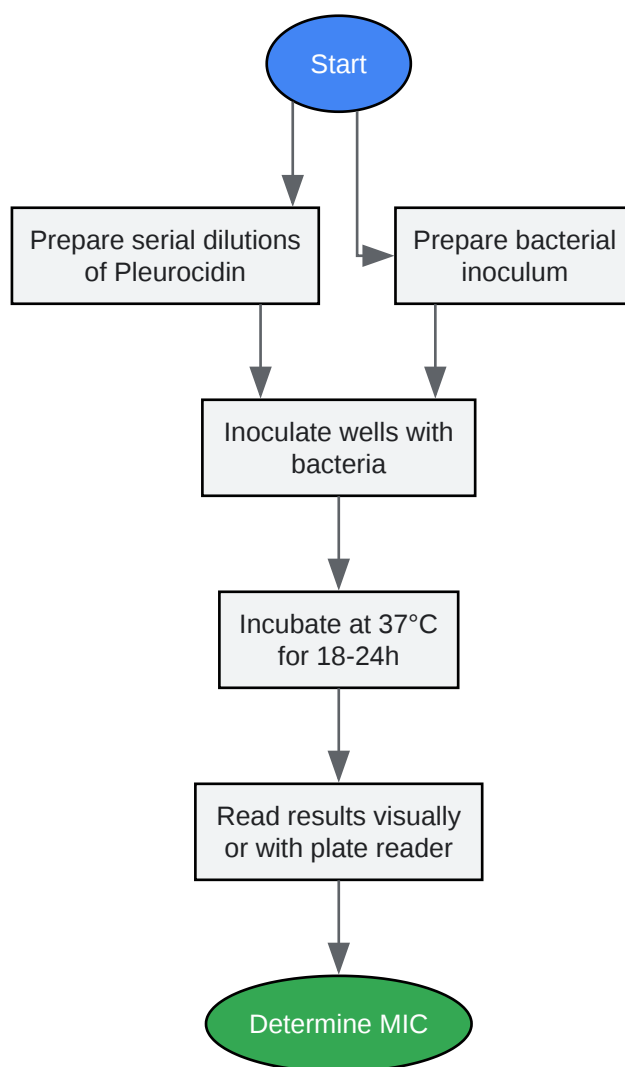 Start
Prepare serial dilutions
of Pleurocidin
Prepare bacterial
inoculum
Inoculate wells with
bacteria
Incubate at 37°C
for 18-24h
Read results visually
or with plate reader
Determine MIC